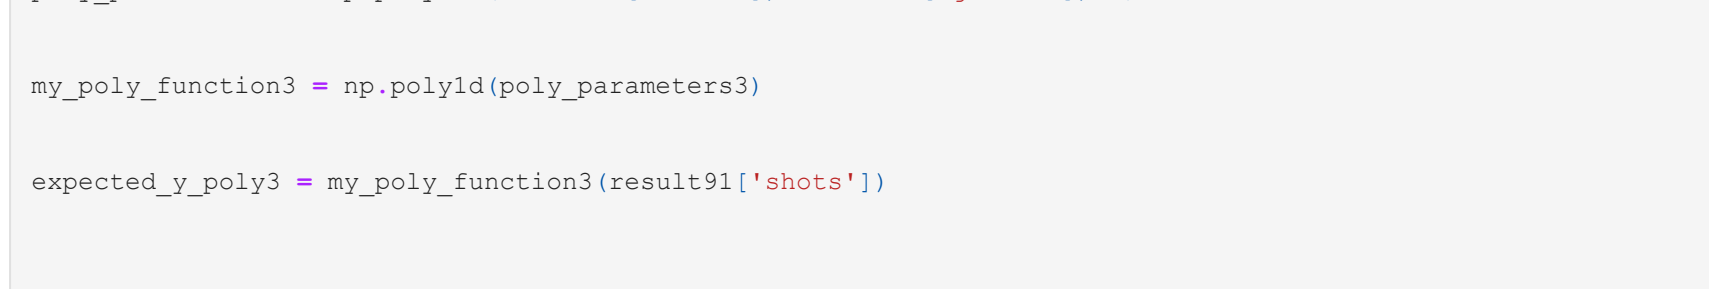 my_poly_function3 = np.poly1d(poly_parameters3)
expected_y_poly3 = my_poly_function3(result91['shots'])